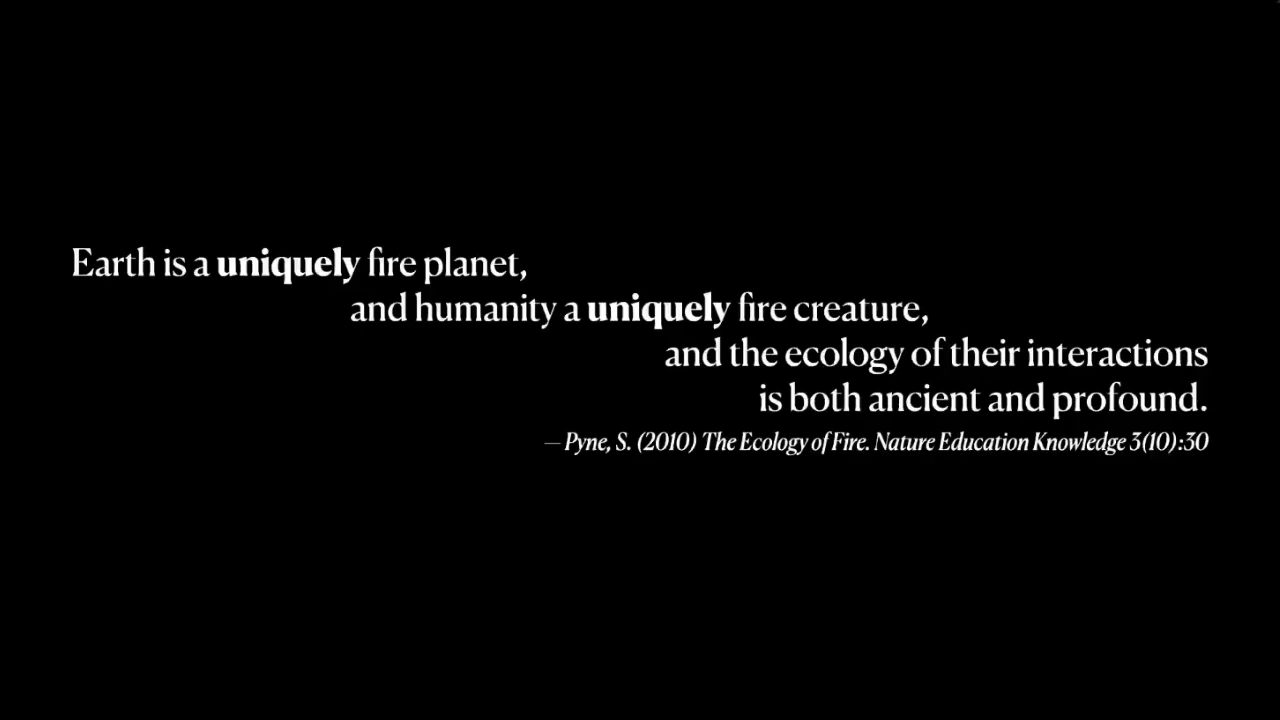 Earth is a uniquely fire planet,
and humanity a uniquely fire creature,
and the ecology of their interactions
is both ancient and profound.
— Pyne, S. (2010) The Ecology of Fire. Nature Education Knowledge 3(10):30